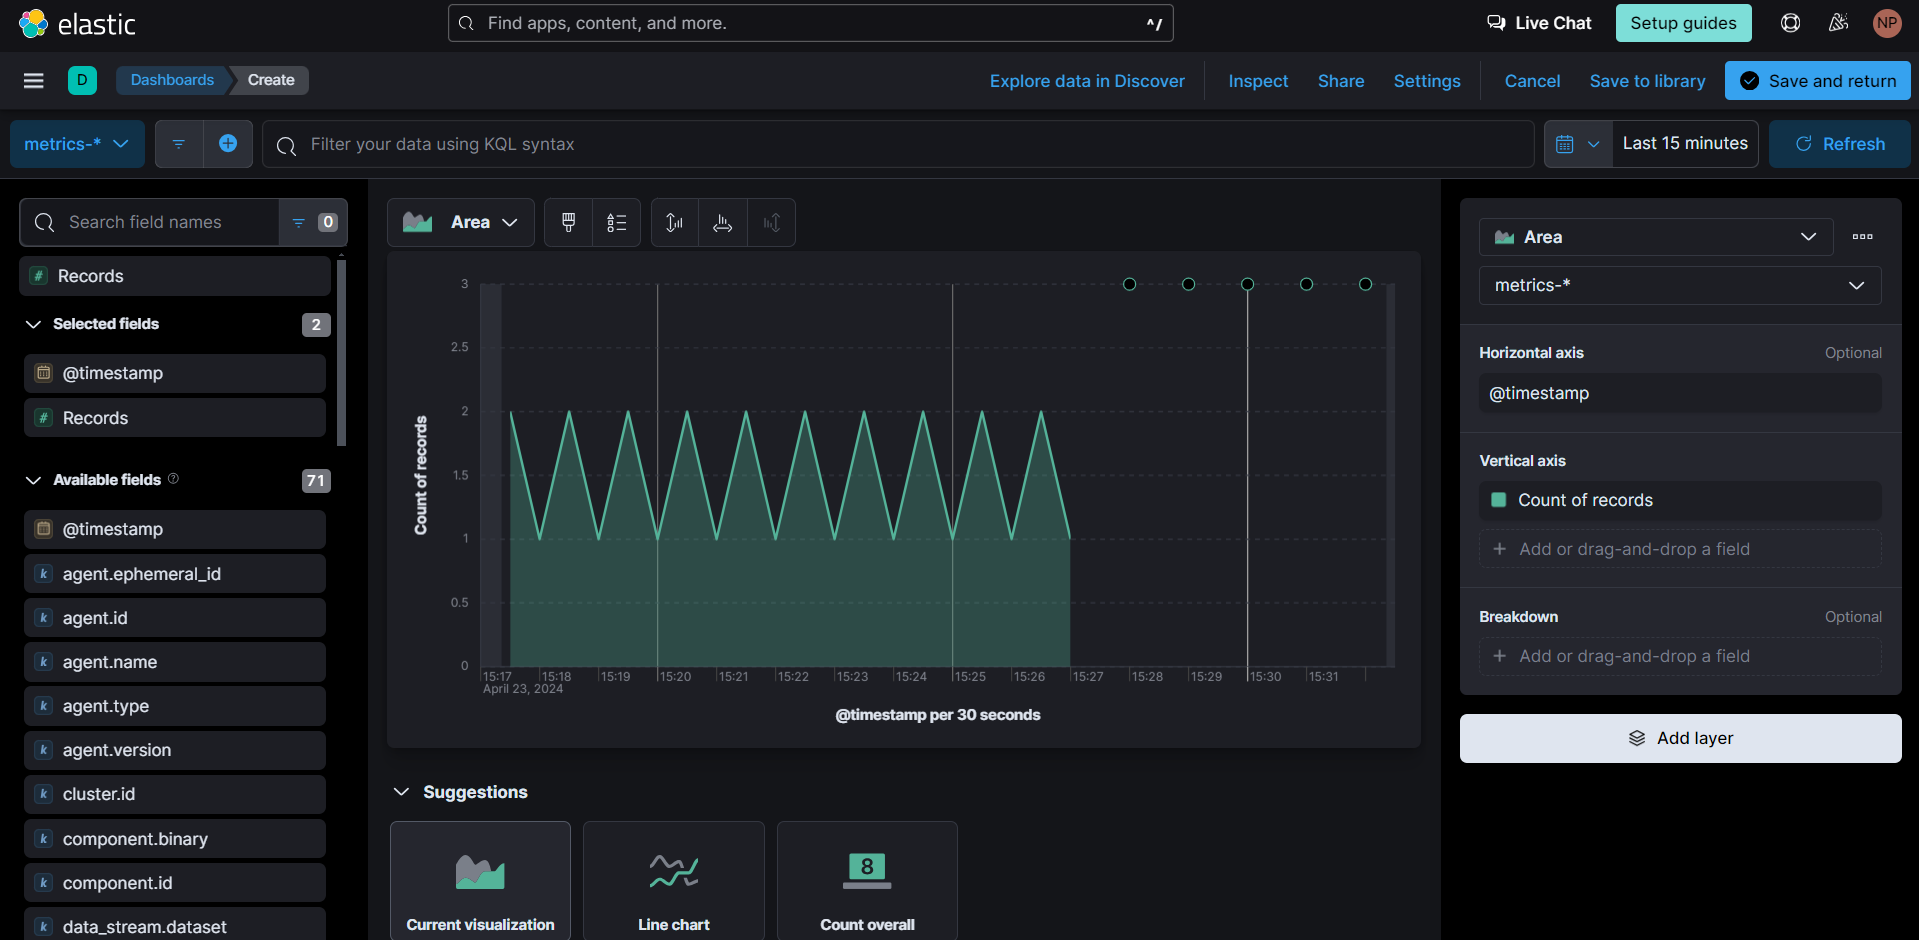 elastic
Find apps, content, and more.
^/
Live Chat
Setup guides
NP
D
Dashboards
Create
Explore data in Discover
Inspect
Share
Settings
Cancel
Save to library
Save and return
metrics-*
Filter your data using KQL syntax
Last 15 minutes
Refresh
Search field names
0
# Records
Selected fields
2
@timestamp
# Records
Available fields
71
@timestamp
k agent.ephemeral_id
k agent.id
k agent.name
k agent.type
k agent.version
k cluster.id
k component.binary
k component.id
k data_stream.dataset
Area
3
2.5
2
1.5
1
0.5
0
Count of records
15:17 15:18 15:19 15:20 15:21 15:22 15:23 15:24 15:25 15:26 15:27 15:28 15:29 15:30 15:31
April 23, 2024
@timestamp per 30 seconds
Suggestions
Current visualization
Line chart
8
Count overall
Area
metrics-*
Horizontal axis
Optional
@timestamp
Vertical axis
Count of records
+ Add or drag-and-drop a field
Breakdown
Optional
+ Add or drag-and-drop a field
Add layer